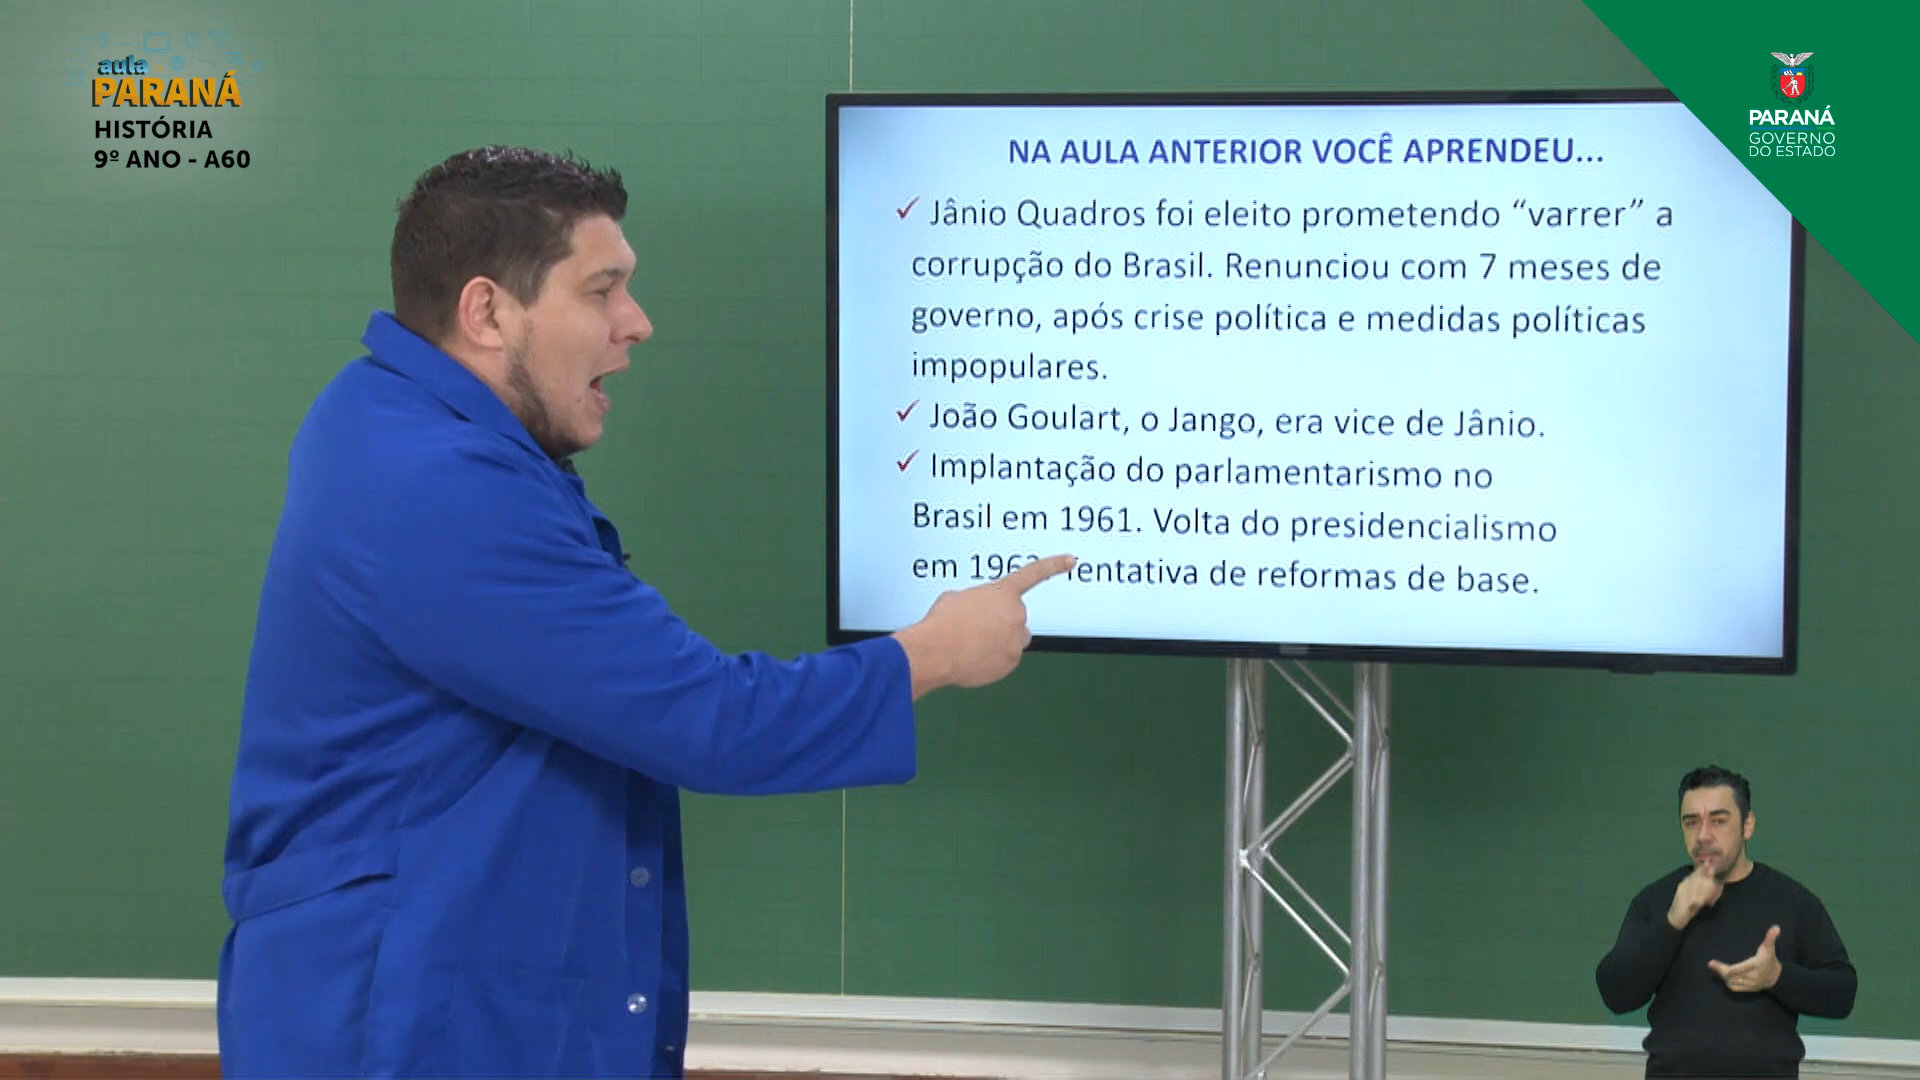 aula
PARANÁ
HISTÓRIA
9º ANO - A60
PARANÁ
GOVERNO
DO ESTADO
NA AULA ANTERIOR VOCÊ APRENDEU...
✓ Jânio Quadros foi eleito prometendo “varrer” a
corrupção do Brasil. Renunciou com 7 meses de
governo, após crise política e medidas políticas
impopulares.
✓ João Goulart, o Jango, era vice de Jânio.
✓ Implantação do parlamentarismo no
Brasil em 1961. Volta do presidencialismo
em Tentativa de reformas de base.